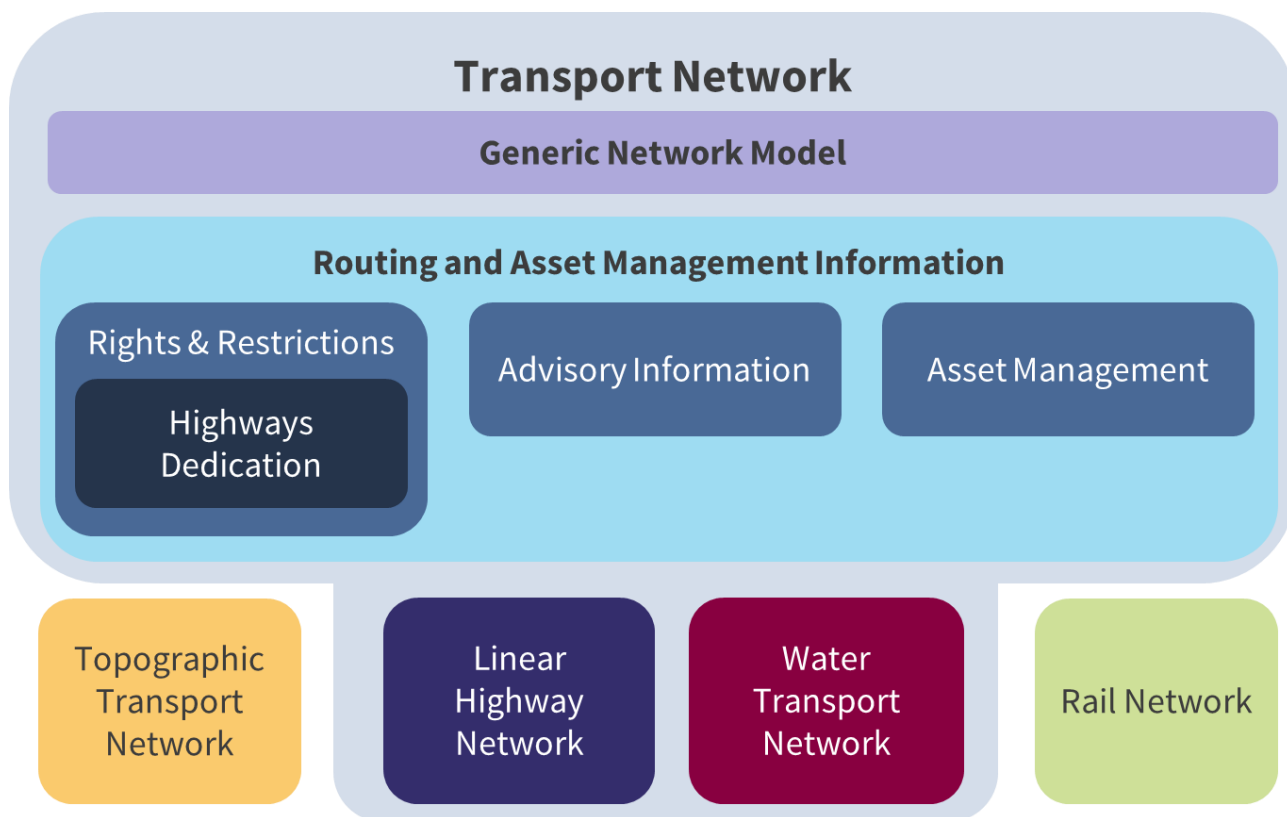 Transport Network
Generic Network Model
Routing and Asset Management Information
Rights & Restrictions
Highways
Dedication
Advisory Information
Asset Management
Topographic
Transport
Network
Linear
Highway
Network
Water
Transport
Network
Rail Network